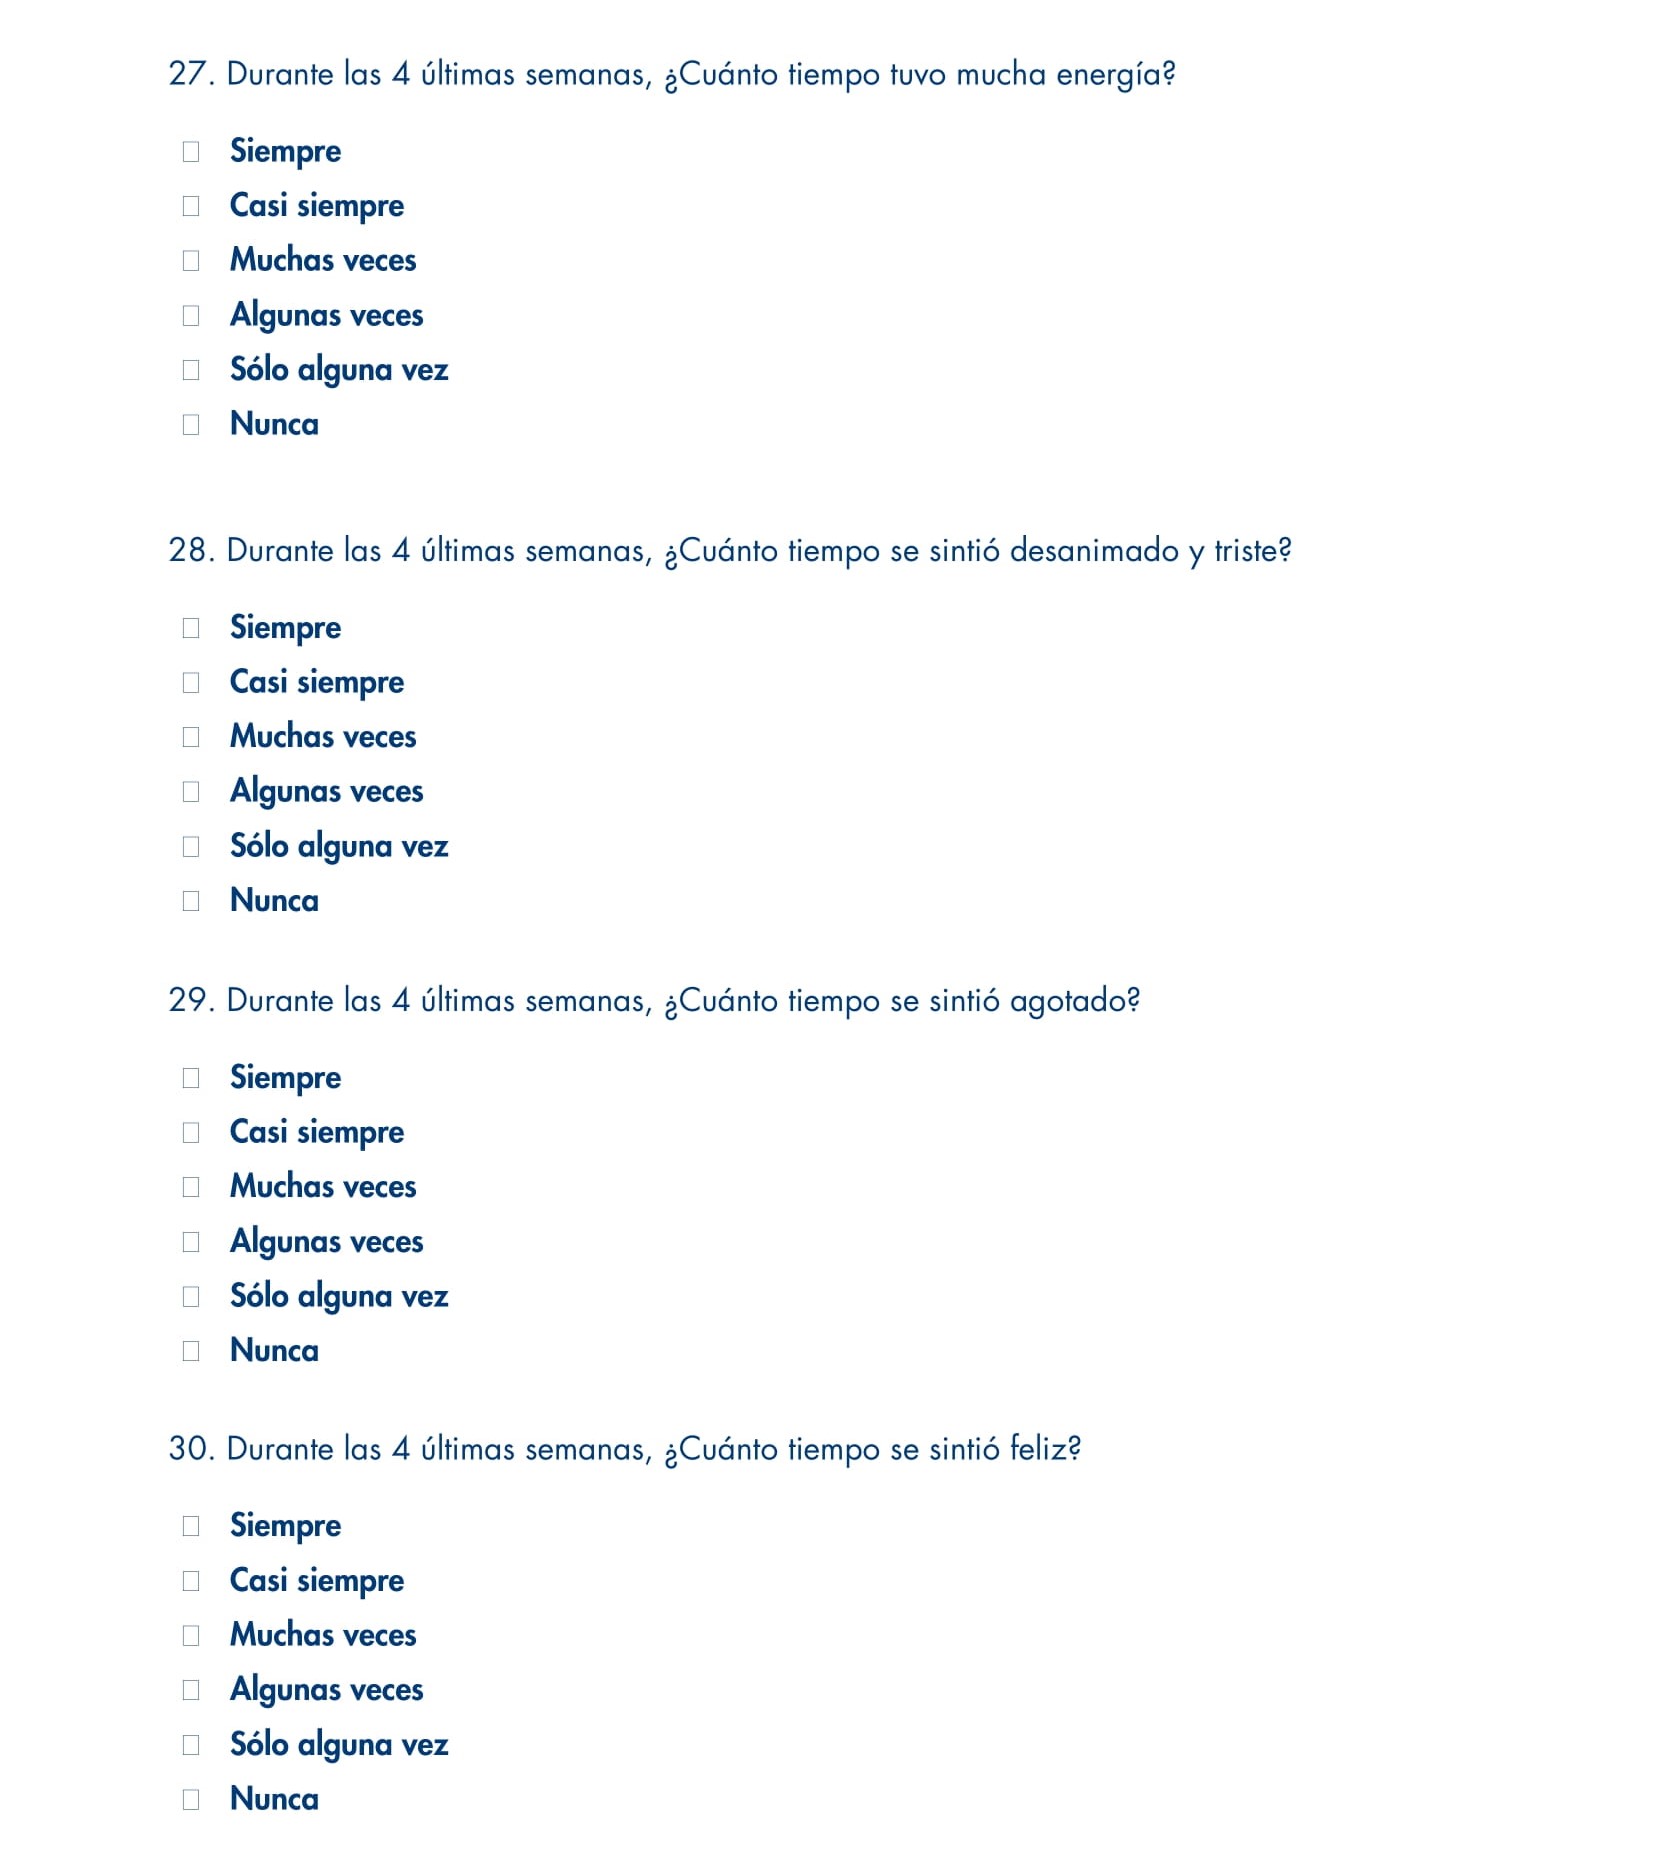 27. Durante las 4 últimas semanas, ¿Cuánto tiempo tuvo mucha energía?
Siempre
Casi siempre
Muchas veces
Algunas veces
Sólo alguna vez
Nunca
28. Durante las 4 últimas semanas, ¿Cuánto tiempo se sintió desanimado y triste?
Siempre
Casi siempre
Muchas veces
Algunas veces
Sólo alguna vez
Nunca
29. Durante las 4 últimas semanas, ¿Cuánto tiempo se sintió agotado?
Siempre
Casi siempre
Muchas veces
Algunas veces
Sólo alguna vez
Nunca
30. Durante las 4 últimas semanas, ¿Cuánto tiempo se sintió feliz?
Siempre
Casi siempre
Muchas veces
Algunas veces
Sólo alguna vez
Nunca